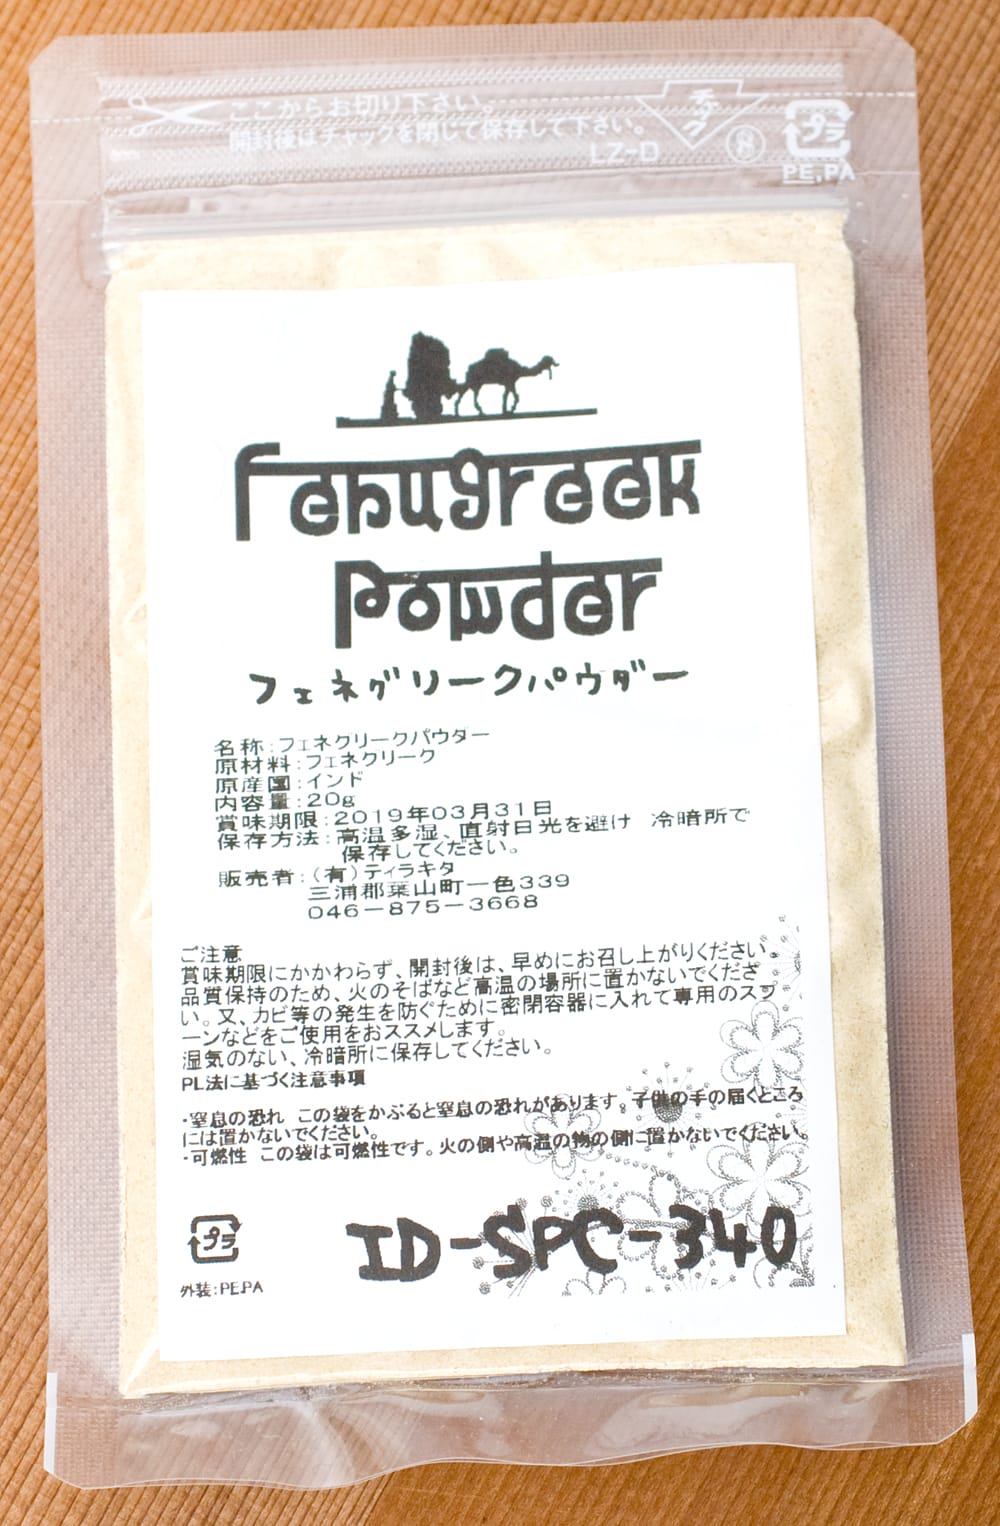 ここからお切り下さい。
開封後はチャックを閉じて保存して下さい。
チャック
LZ-D
プラ
PE,PA
Fenugreek
Powder
フェネグリークパウダー
名称:フェネグリークパウダー
原材料:フェネグリーク
原産国:インド
内容量:20g
賞味期限:2019年03月31日
保存方法:高温多湿、直射日光を避け 冷暗所で
保存してください。
販売者:(有)ティラキタ
三浦郡葉山町一色339
046-875-3668
ご注意
賞味期限にかかわらず、開封後は、早めにお召し上がりください。
品質保持のため、火のそばなど高温の場所に置かないでくださ
い。又、カビ等の発生を防ぐために密閉容器に入れて専用のスプ
ーンなどをご使用をおススメします。
湿気のない、冷暗所に保存してください。
PL法に基づく注意事項
・窒息の恐れ この袋をかぶると窒息の恐れがあります。子供の手の届くところ
には置かないでください。
・可燃性 この袋は可燃性です。火の側や高温の物の側に置かないでください。
プラ
外装:PE,PA
ID-SPC-340